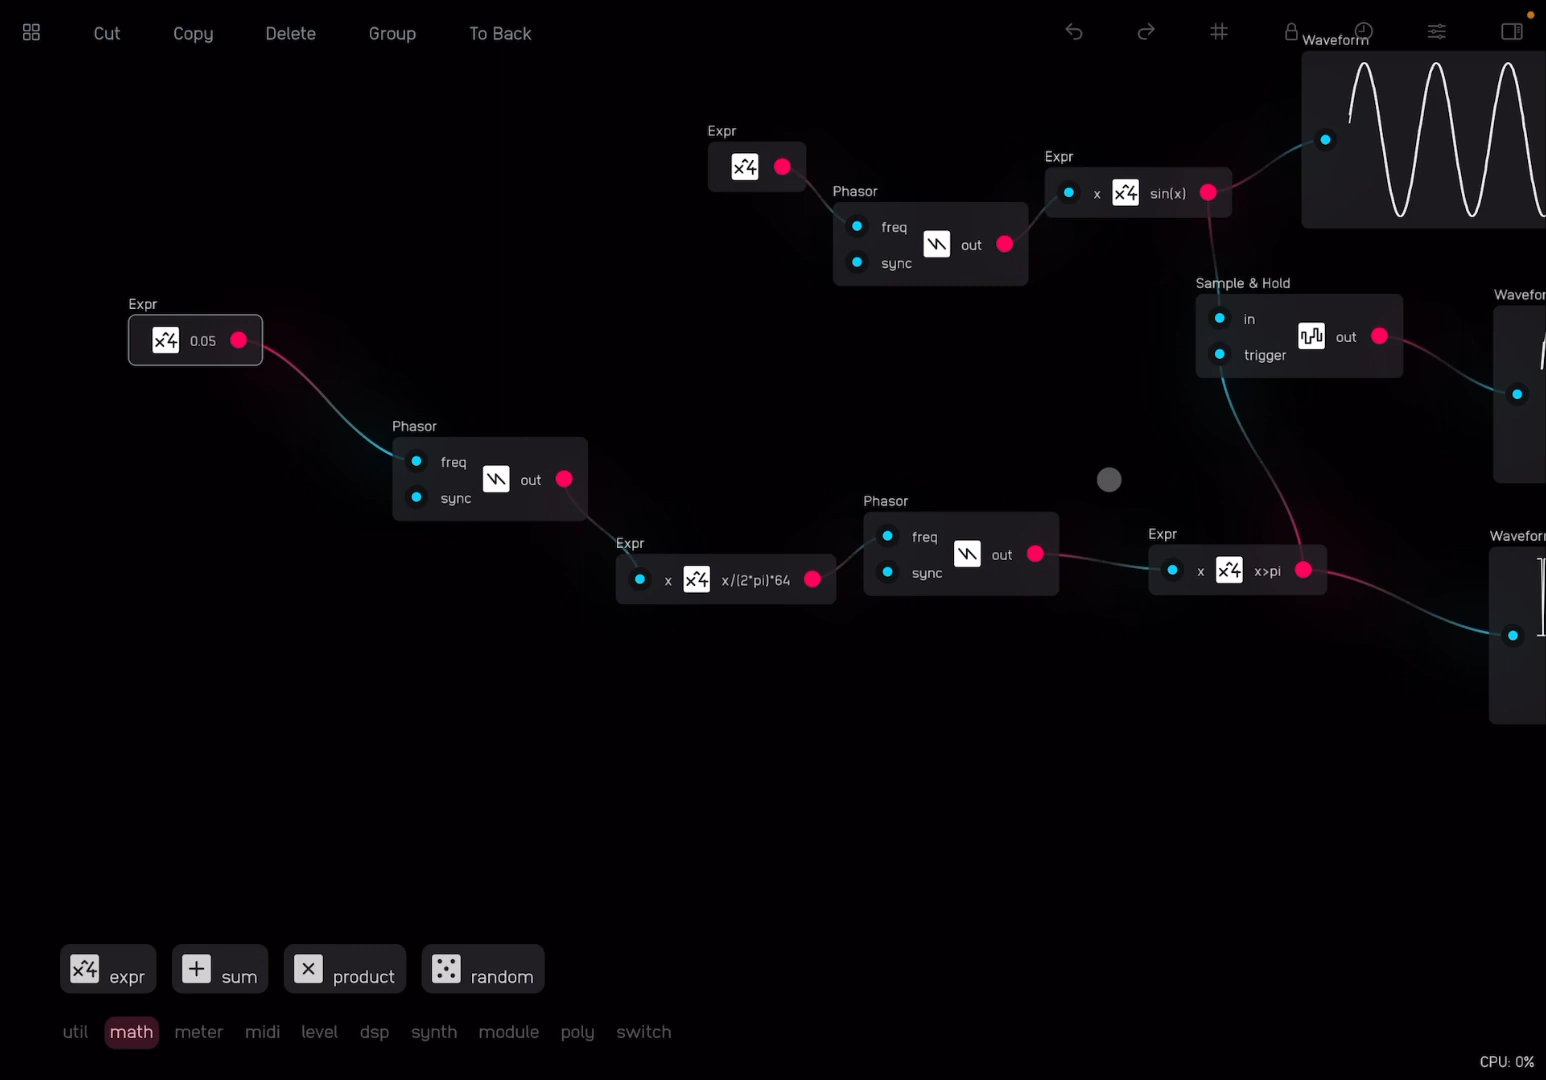 Cut Copy Delete Group To Back
Waveform
Expr
Expr
x sin(x)
Phasor
freq
out
sync
Sample & Hold
in
out
trigger
Wavefor
Expr
0.05
Phasor
freq
out
sync
Phasor
freq
out
sync
Expr
x x>pi
Wavefor
Expr
x x/(2*pi)*64
expr sum product random
util math meter midi level dsp synth module poly switch
CPU: 0%